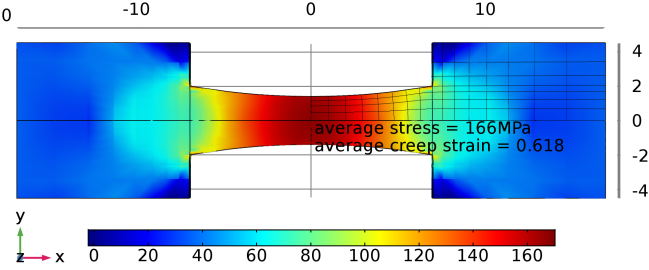 0 -10 0 10
4
2
0
-2
-4
average stress = 166MPa
average creep strain = 0.618
y
z x
0 20 40 60 80 100 120 140 160